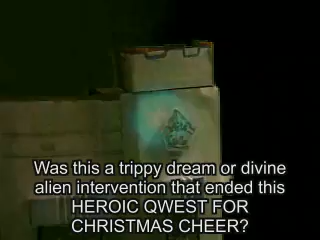 Was this a trippy dream or divine
alien intervention that ended this
HEROIC QWEST FOR
CHRISTMAS CHEER?